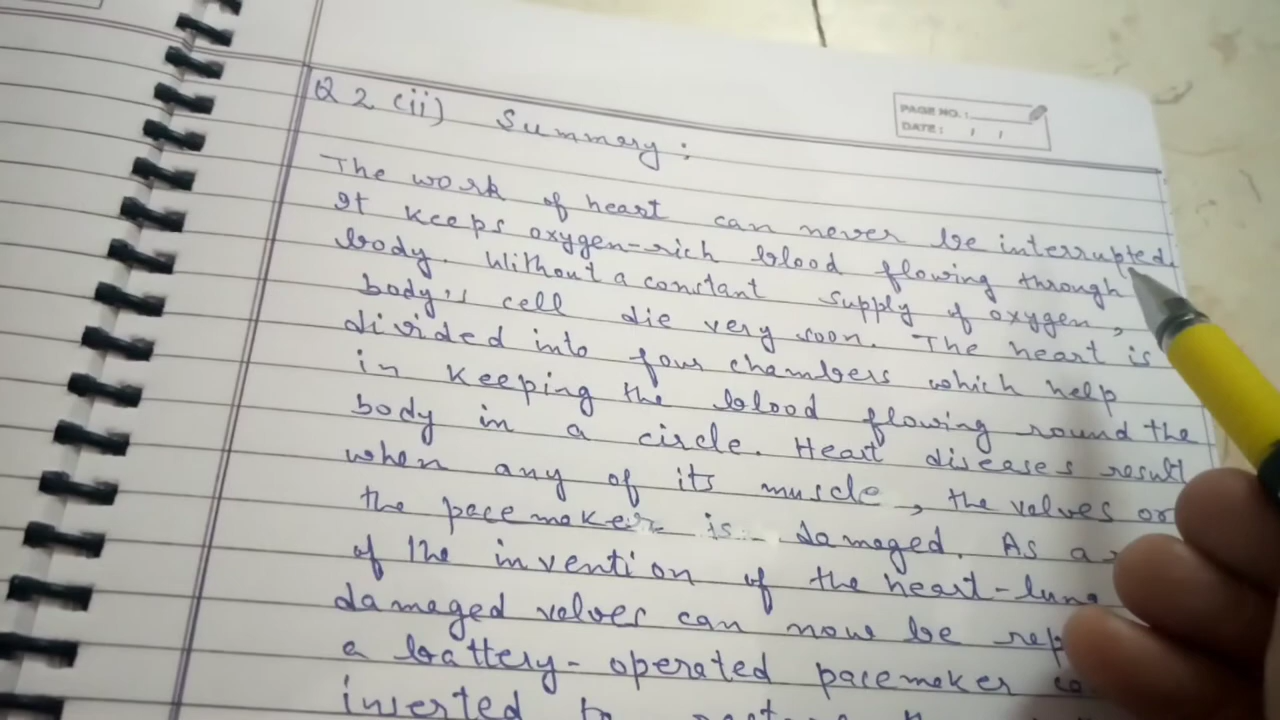 PAGE NO. :
DATE : / /
Q 2 (ii) Summary :
The work of heart can never be interrupted.
It keeps oxygen-rich blood flowing through
body. Without a constant supply of oxygen,
body's cell die very soon. The heart is
divided into four chambers which help
in keeping the blood flowing round the
body in a circle. Heart diseases result
when any of its muscle, the valves or
the pacemaker is damaged. As a
of the invention of the heart-lung
damaged valves can now be rep
a battery-operated pacemaker ca
inserted to